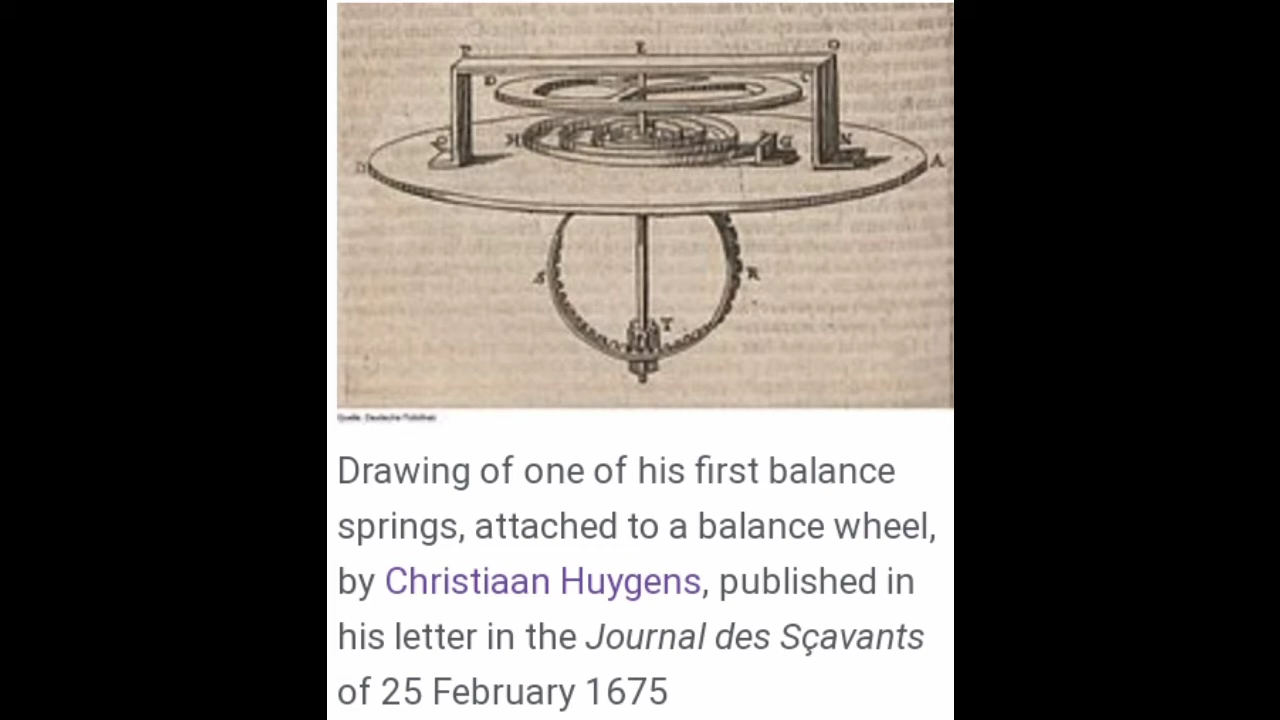 P E O
D C
H G N
D A
S R
T
Drawing of one of his first balance
springs, attached to a balance wheel,
by Christiaan Huygens, published in
his letter in the Journal des Sçavants
of 25 February 1675